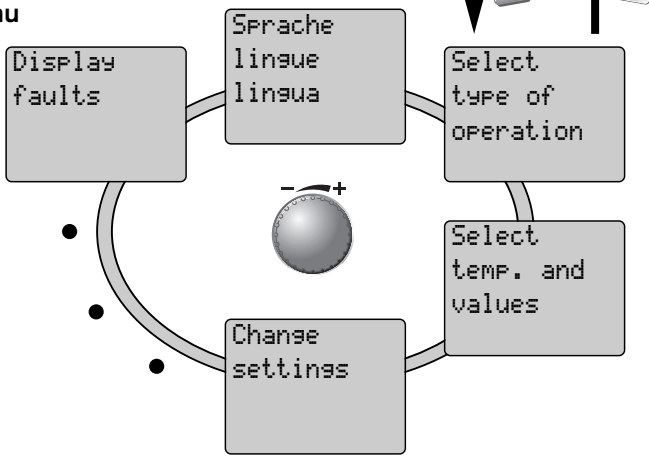 nu
Sprache
lingue
lingua
Display
faults
Select
type of
operation
− +
Select
temp. and
values
Change
settings